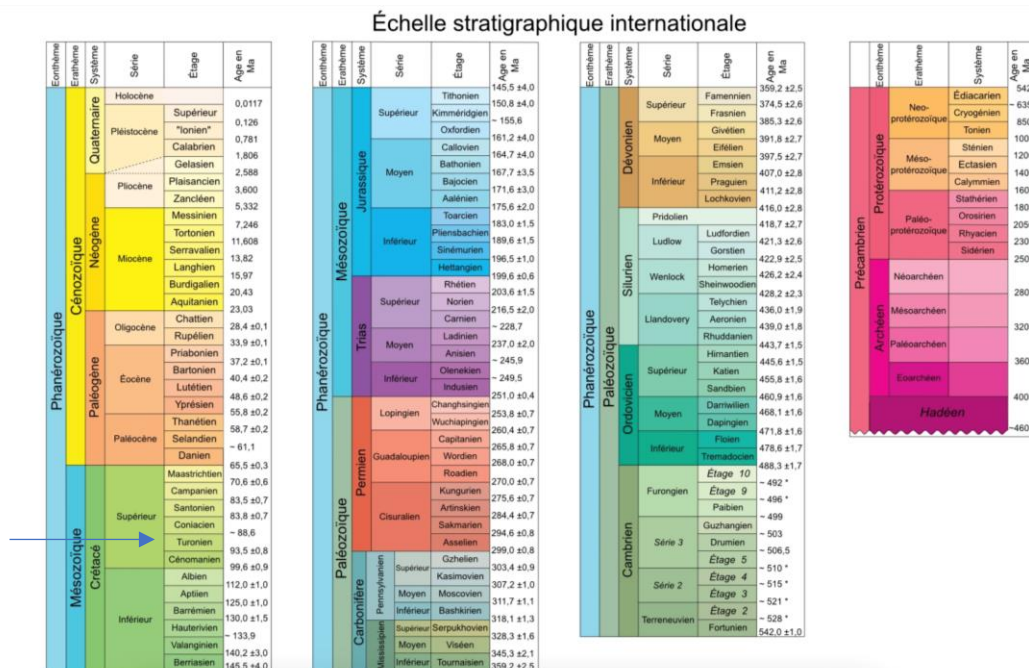 Échelle stratigraphique internationale
Eonthème
Erathème
Système
Série
Étage
Age en Ma
Phanérozoïque
Cénozoïque
Mésozoïque
Quaternaire
Néogène
Paléogène
Crétacé
Holocène
0,0117
Pléistocène
Supérieur
0,126
"Ionien"
0,781
Calabrien
1,806
Gelasien
2,588
Pliocène
Plaisancien
3,600
Zancléen
5,332
Miocène
Messinien
7,246
Tortonien
11,608
Serravalien
13,82
Langhien
15,97
Burdigalien
20,43
Aquitanien
23,03
Oligocène
Chattien
28,4 ±0,1
Rupélien
33,9 ±0,1
Éocène
Priabonien
37,2 ±0,1
Bartonien
40,4 ±0,2
Lutétien
48,6 ±0,2
Yprésien
55,8 ±0,2
Paléocène
Thanétien
58,7 ±0,2
Selandien
~ 61,1
Danien
65,5 ±0,3
Supérieur
Maastrichtien
70,6 ±0,6
Campanien
83,5 ±0,7
Santonien
83,8 ±0,7
Coniacien
~ 88,6
Turonien
93,5 ±0,8
Cénomanien
99,6 ±0,9
Inférieur
Albien
112,0 ±1,0
Aptiien
125,0 ±1,0
Barrémien
130,0 ±1,5
Hauterivien
~ 133,9
Valanginien
140,2 ±3,0
Berriasien
145,5 ±4,0
Eonthème
Erathème
Système
Série
Étage
Age en Ma
Phanérozoïque
Mésozoïque
Paléozoïque
Jurassique
Trias
Permien
Carbonifère
Pennsylvanien
Mississipien
145,5 ±4,0
Supérieur
Tithonien
150,8 ±4,0
Kimméridgien
~ 155,6
Oxfordien
161,2 ±4,0
Moyen
Callovien
164,7 ±4,0
Bathonien
167,7 ±3,5
Bajocien
171,6 ±3,0
Aalénien
175,6 ±2,0
Inférieur
Toarcien
183,0 ±1,5
Pliensbachien
189,6 ±1,5
Sinémurien
196,5 ±1,0
Hettangien
199,6 ±0,6
Supérieur
Rhétien
203,6 ±1,5
Norien
216,5 ±2,0
Carnien
~ 228,7
Moyen
Ladinien
237,0 ±2,0
Anisien
~ 245,9
Inférieur
Olenekien
~ 249,5
Indusien
251,0 ±0,4
Lopingien
Changhsingien
253,8 ±0,7
Wuchiapingien
260,4 ±0,7
Guadaloupien
Capitanien
265,8 ±0,7
Wordien
268,0 ±0,7
Roadien
270,0 ±0,7
Cisuralien
Kungurien
275,6 ±0,7
Artinskien
284,4 ±0,7
Sakmarien
294,6 ±0,8
Asselien
299,0 ±0,8
Supérieur
Gzhelien
303,4 ±0,9
Kasimovien
307,2 ±1,0
Moyen
Moscovien
311,7 ±1,1
Inférieur
Bashkirien
318,1 ±1,3
Supérieur
Serpukhovien
328,3 ±1,6
Moyen
Viséen
345,3 ±2,1
Inférieur
Tournaisien
359,2 ±2,5
Eonthème
Erathème
Système
Série
Étage
Age en Ma
Phanérozoïque
Paléozoïque
Dévonien
Silurien
Ordovicien
Cambrien
359,2 ±2,5
Supérieur
Famennien
374,5 ±2,6
Frasnien
385,3 ±2,6
Moyen
Givétien
391,8 ±2,7
Eifélien
397,5 ±2,7
Inférieur
Emsien
407,0 ±2,8
Praguien
411,2 ±2,8
Lochkovien
416,0 ±2,8
Pridolien
418,7 ±2,7
Ludlow
Ludfordien
421,3 ±2,6
Gorstien
422,9 ±2,5
Wenlock
Homerien
426,2 ±2,4
Sheinwoodien
428,2 ±2,3
Llandovery
Telychien
436,0 ±1,9
Aeronien
439,0 ±1,8
Rhuddanien
443,7 ±1,5
Supérieur
Hirnantien
445,6 ±1,5
Katien
455,8 ±1,6
Sandbien
460,9 ±1,6
Moyen
Darriwilien
468,1 ±1,6
Dapingien
471,8 ±1,6
Inférieur
Floien
478,6 ±1,7
Tremadocien
488,3 ±1,7
Furongien
Étage 10
~ 492 *
Étage 9
~ 496 *
Paibien
~ 499
Série 3
Guzhangien
~ 503
Drumien
~ 506,5
Étage 5
~ 510 *
Série 2
Étage 4
~ 515 *
Étage 3
~ 521 *
Terreneuvien
Étage 2
~ 528 *
Fortunien
542,0 ±1,0
Eonthème
Erathème
Système
Age en Ma
Précambrien
Protérozoïque
Archéen
542
Neo-protérozoïque
Édiacarien
~635
Cryogénien
850
Tonien
100
Méso-protérozoïque
Sténien
120
Ectasien
140
Calymmien
160
Paléo-protérozoïque
Stathérien
180
Orosirien
205
Rhyacien
230
Sidérien
250
Néoarchéen
280
Mésoarchéen
320
Paléoarchéen
360
Eoarchéen
400
Hadéen
~460